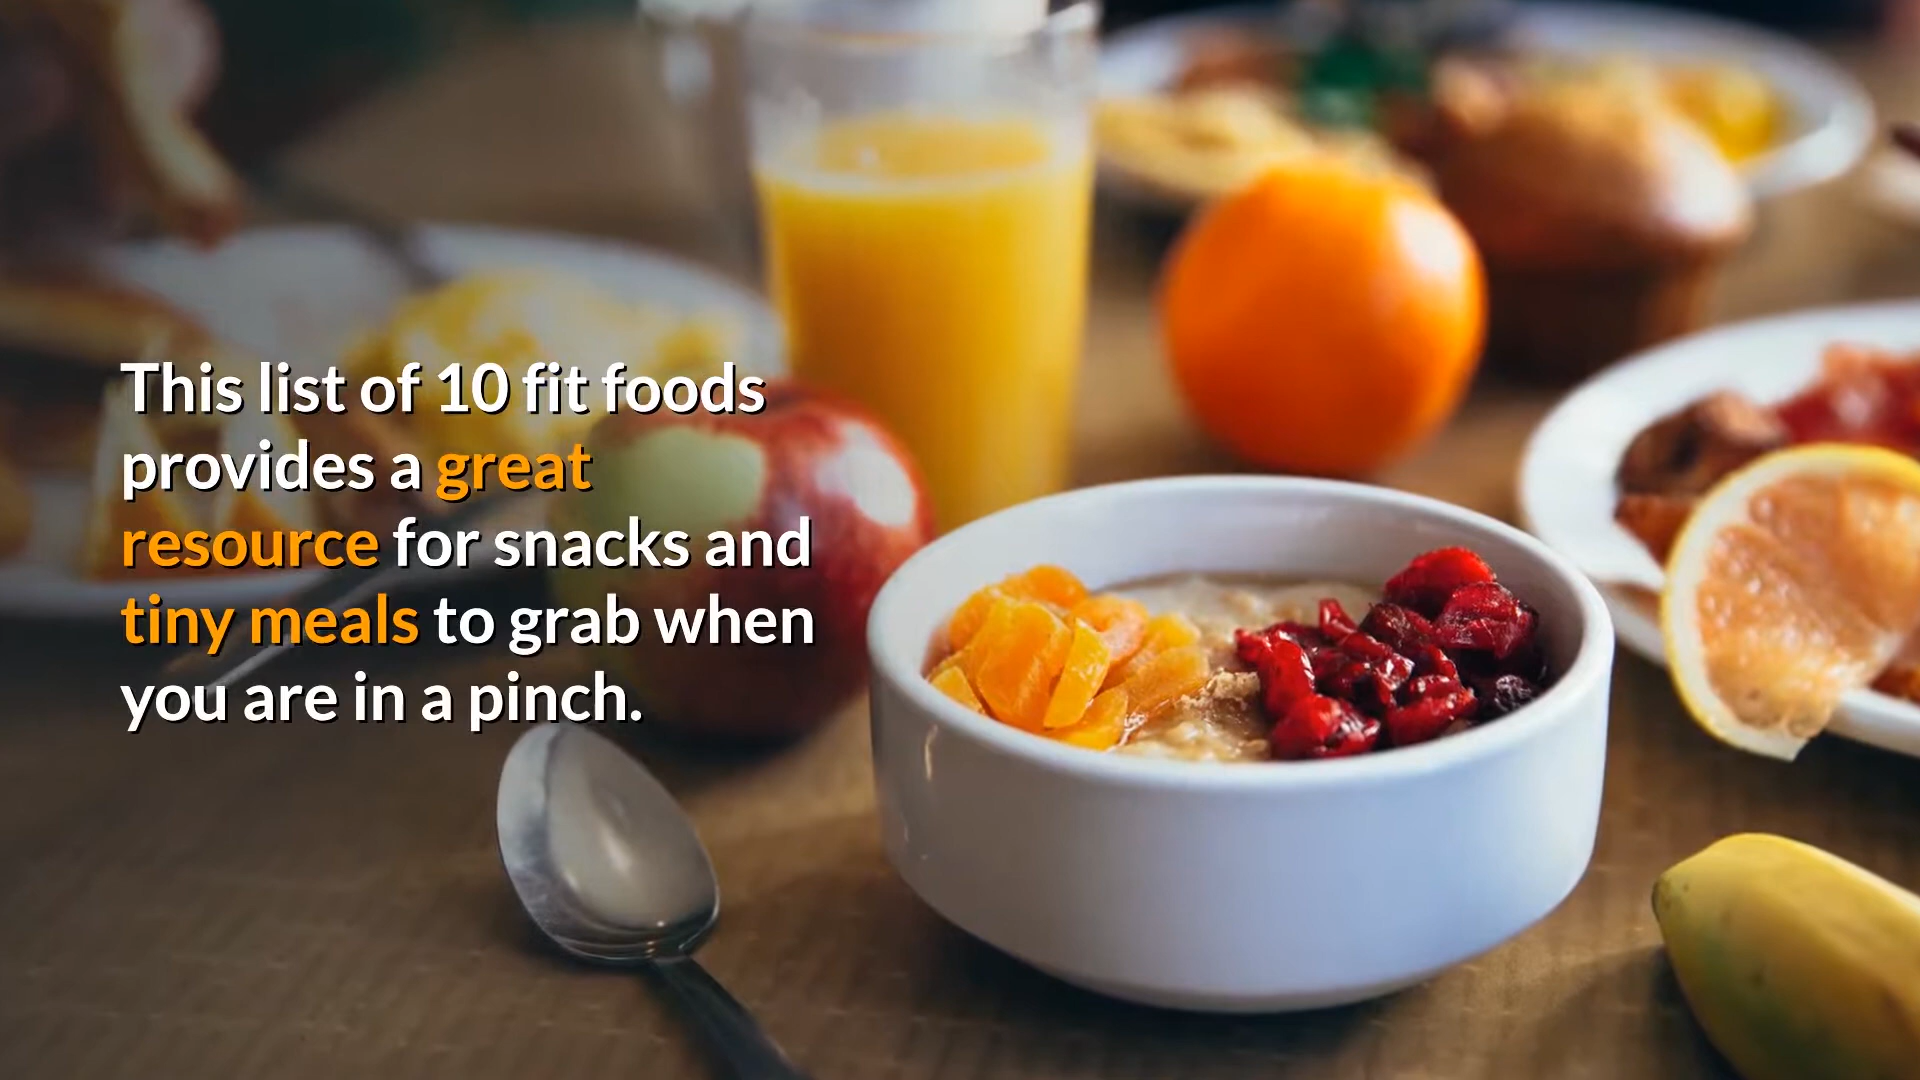 This list of 10 fit foods
provides a great
resource for snacks and
tiny meals to grab when
you are in a pinch.